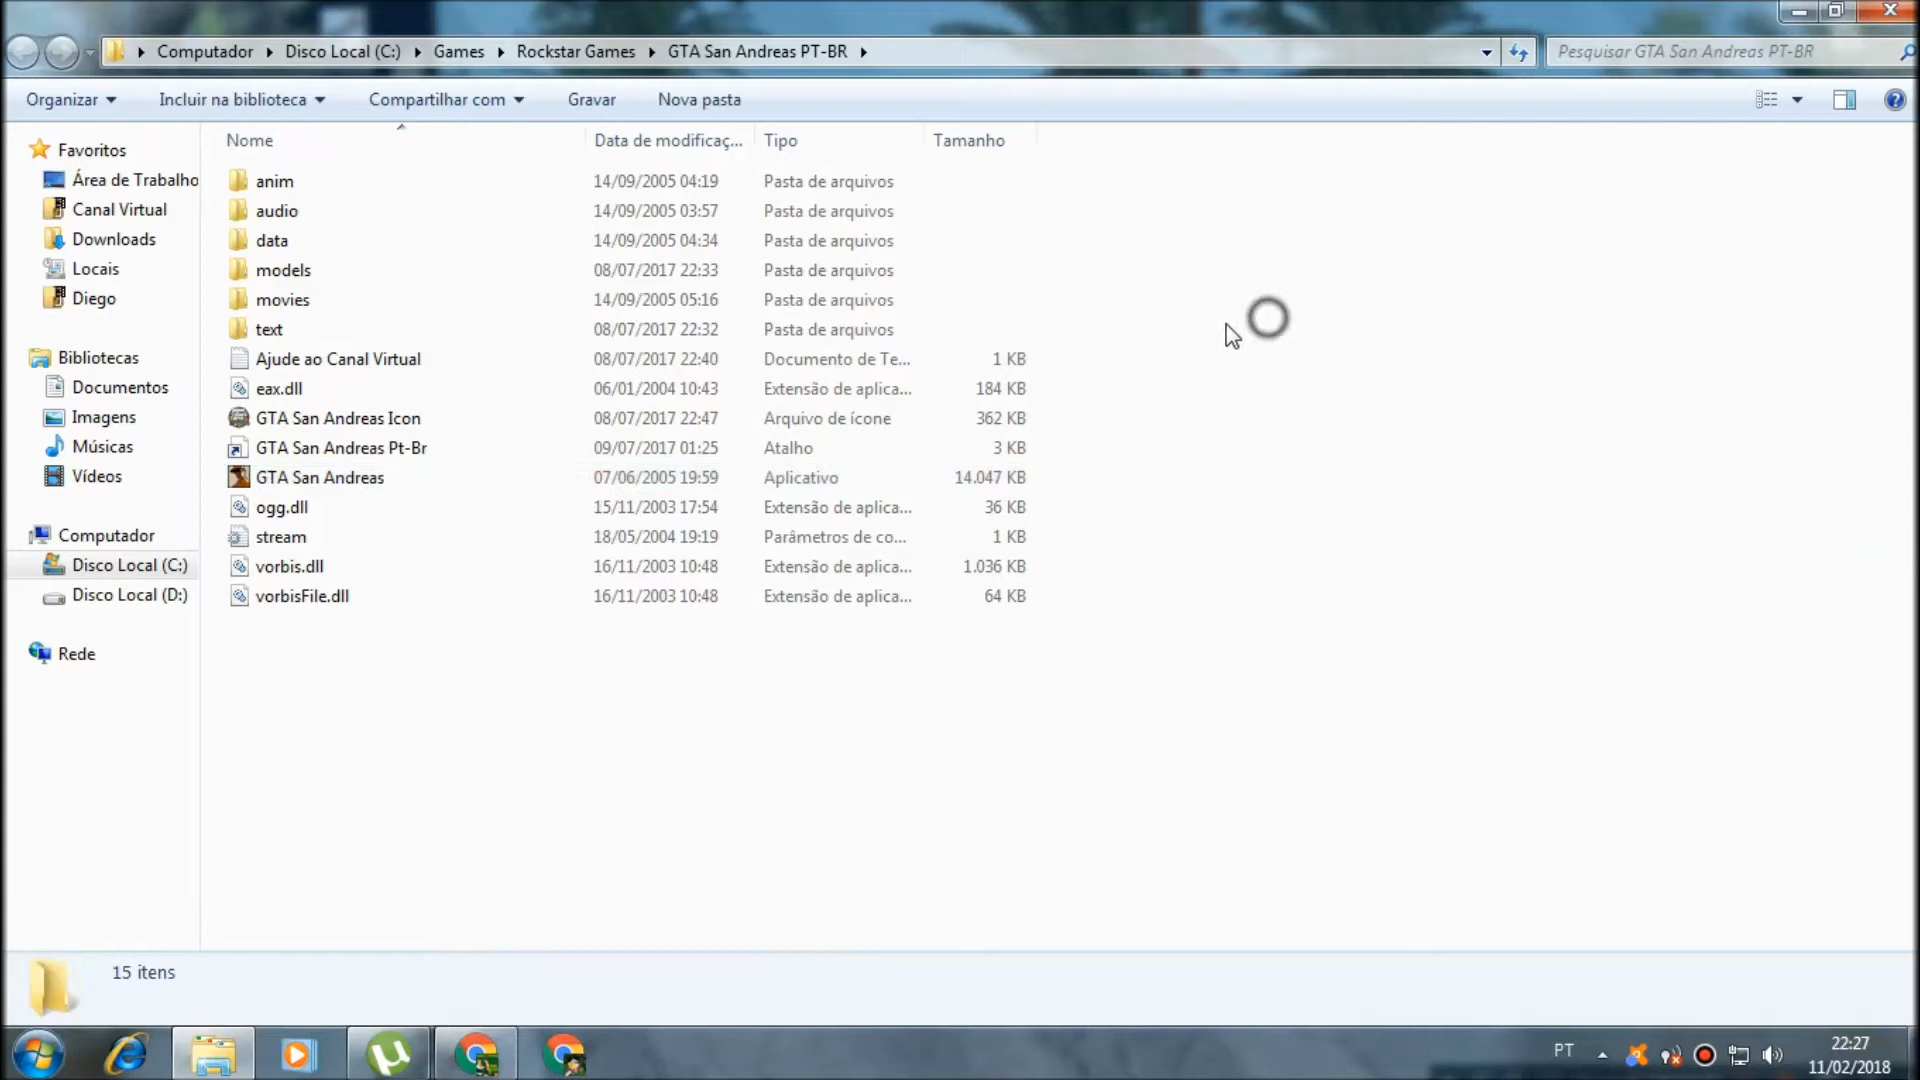 Computador Disco Local (C:) Games Rockstar Games GTA San Andreas PT-BR Pesquisar GTA San Andreas PT-BR
Organizar Incluir na biblioteca Compartilhar com Gravar Nova pasta
Nome Data de modificaç... Tipo Tamanho
Favoritos
Área de Trabalho
Canal Virtual
Downloads
Locais
Diego
Bibliotecas
Documentos
Imagens
Músicas
Vídeos
Computador
Disco Local (C:)
Disco Local (D:)
Rede
anim 14/09/2005 04:19 Pasta de arquivos
audio 14/09/2005 03:57 Pasta de arquivos
data 14/09/2005 04:34 Pasta de arquivos
models 08/07/2017 22:33 Pasta de arquivos
movies 14/09/2005 05:16 Pasta de arquivos
text 08/07/2017 22:32 Pasta de arquivos
Ajude ao Canal Virtual 08/07/2017 22:40 Documento de Te... 1 KB
eax.dll 06/01/2004 10:43 Extensão de aplica... 184 KB
GTA San Andreas Icon 08/07/2017 22:47 Arquivo de ícone 362 KB
GTA San Andreas Pt-Br 09/07/2017 01:25 Atalho 3 KB
GTA San Andreas 07/06/2005 19:59 Aplicativo 14.047 KB
ogg.dll 15/11/2003 17:54 Extensão de aplica... 36 KB
stream 18/05/2004 19:19 Parâmetros de co... 1 KB
vorbis.dll 16/11/2003 10:48 Extensão de aplica... 1.036 KB
vorbisFile.dll 16/11/2003 10:48 Extensão de aplica... 64 KB
15 itens
PT
22:27
11/02/2018